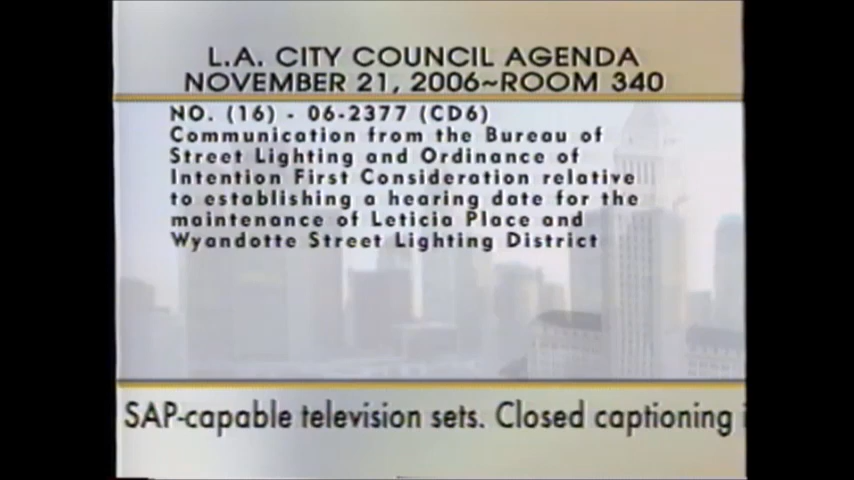 L.A. CITY COUNCIL AGENDA
NOVEMBER 21, 2006~ROOM 340
NO. (16) - 06-2377 (CD6)
Communication from the Bureau of
Street Lighting and Ordinance of
Intention First Consideration relative
to establishing a hearing date for the
maintenance of Leticia Place and
Wyandotte Street Lighting District
SAP-capable television sets. Closed captioning